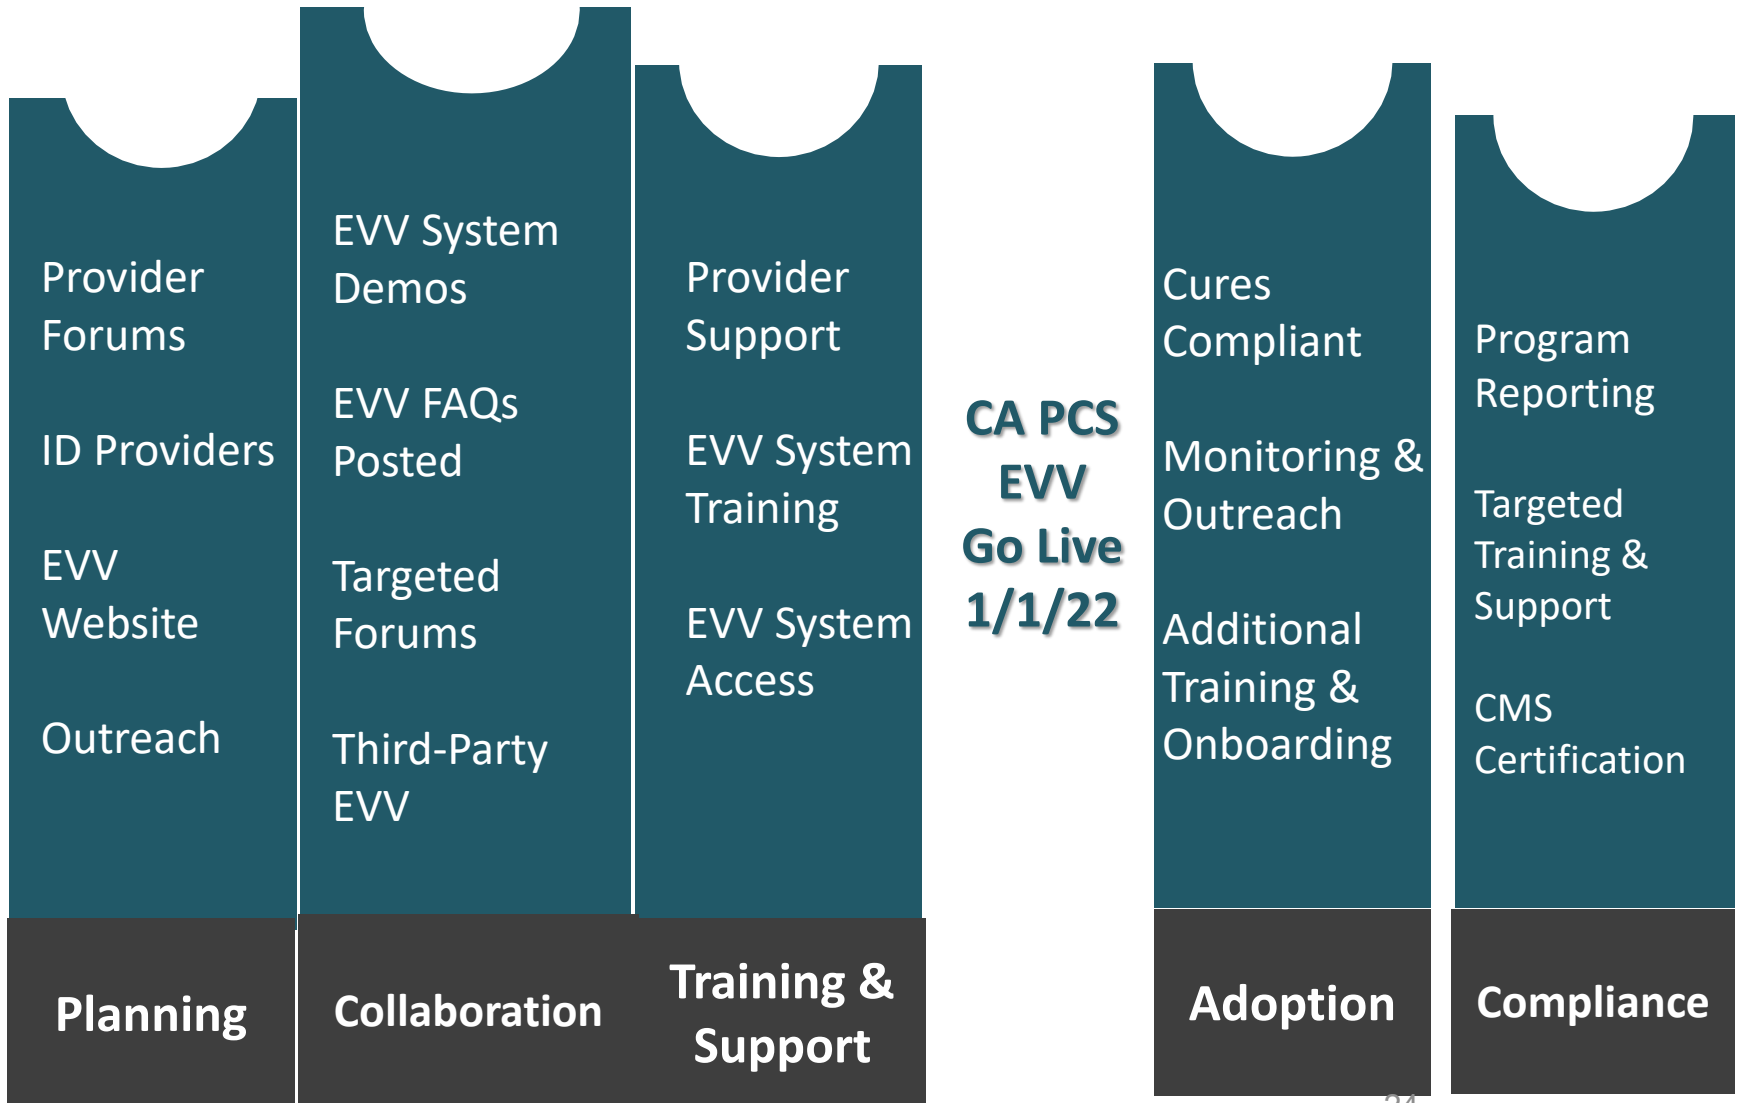 Provider
Forums
ID Providers
EVV
Website
Outreach
Planning
EVV System
Demos
EVV FAQs
Posted
Targeted
Forums
Third-Party
EVV
Collaboration
Provider
Support
EVV System
Training
EVV System
Access
Training &
Support
CA PCS
EVV
Go Live
1/1/22
Cures
Compliant
Monitoring &
Outreach
Additional
Training &
Onboarding
Adoption
Program
Reporting
Targeted
Training &
Support
CMS
Certification
Compliance